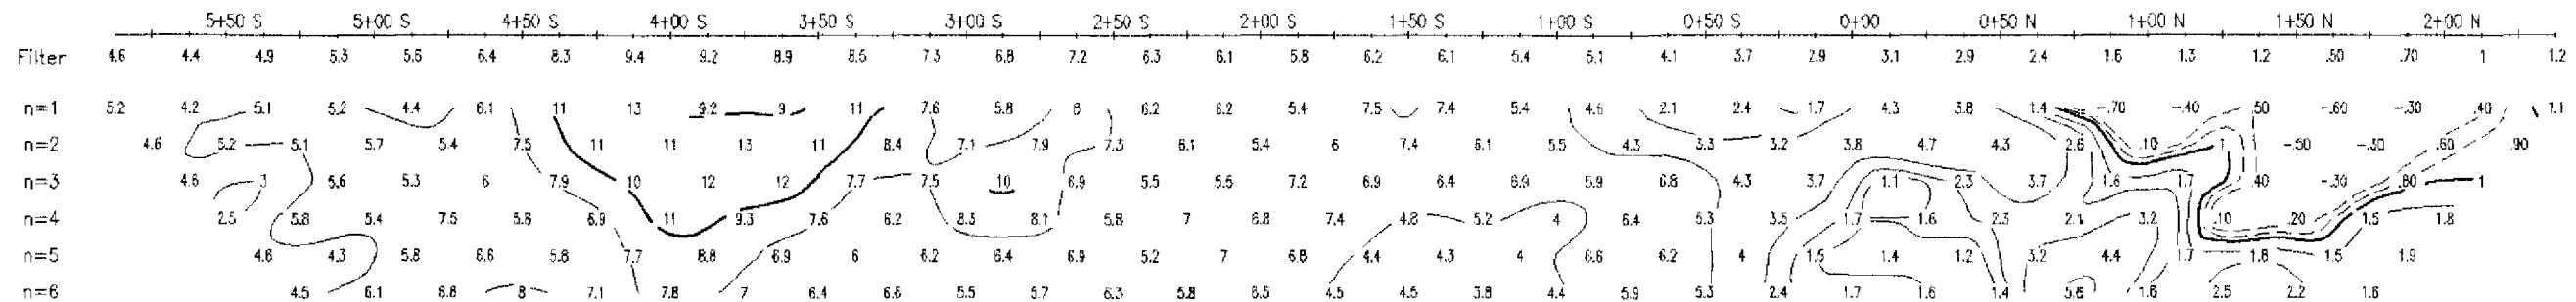 5+50 S 5+00 S 4+50 S 4+00 S 3+50 S 3+00 S 2+50 S 2+00 S 1+50 S 1+00 S 0+50 S 0+00 0+50 N 1+00 N 1+50 N 2+00 N
Filter 4.6 4.4 4.9 5.3 5.5 6.4 8.3 9.4 9.2 8.9 8.5 7.3 6.8 7.2 6.3 6.1 5.8 6.2 6.1 5.4 5.1 4.1 3.7 2.9 3.1 2.9 2.4 1.6 1.3 1.2 .50 .70 1 1.2
n=1 5.2 4.2 5.1 5.2 4.4 6.1 11 13 9.2 9 11 7.6 5.8 8 6.2 6.2 5.4 7.5 7.4 5.4 4.6 2.1 2.4 1.7 4.3 3.8 1.4 -.70 -.40 .50 -.60 -.30 .40 1.1
n=2 4.6 5.2 5.1 5.7 5.4 7.5 11 11 13 11 8.4 7.1 7.9 7.3 6.1 5.4 6 7.4 6.1 5.5 4.3 3.3 3.2 3.8 4.7 4.3 2.6 .10 1 -.50 -.30 .60 .90
n=3 4.6 3 5.6 5.3 6 7.9 10 12 12 7.7 7.5 10 6.9 5.5 5.6 7.2 6.9 6.4 6.9 5.9 6.8 4.3 3.7 1.1 2.3 3.7 1.6 1.7 .40 -.30 .80 1
n=4 2.5 5.8 5.4 7.5 5.8 6.9 11 9.3 7.6 6.2 8.3 8.1 5.8 7 6.8 7.4 4.8 5.2 4 6.4 5.3 3.5 1.7 1.6 2.3 2.1 3.2 .10 .20 1.5 1.8
n=5 4.8 4.3 5.8 6.6 5.8 7.7 8.8 6.9 6 6.2 6.4 6.9 5.2 7 6.8 4.4 4.3 4 6.6 6.2 4 1.5 1.4 1.2 3.2 4.4 1.7 1.8 1.5 1.9
n=6 4.5 6.1 6.8 8 7.1 7.8 7 6.4 6.6 5.5 5.7 6.3 5.8 6.5 4.5 4.5 3.8 4.4 5.9 5.3 2.4 1.7 1.6 1.4 5.6 1.6 2.5 2.2 1.6